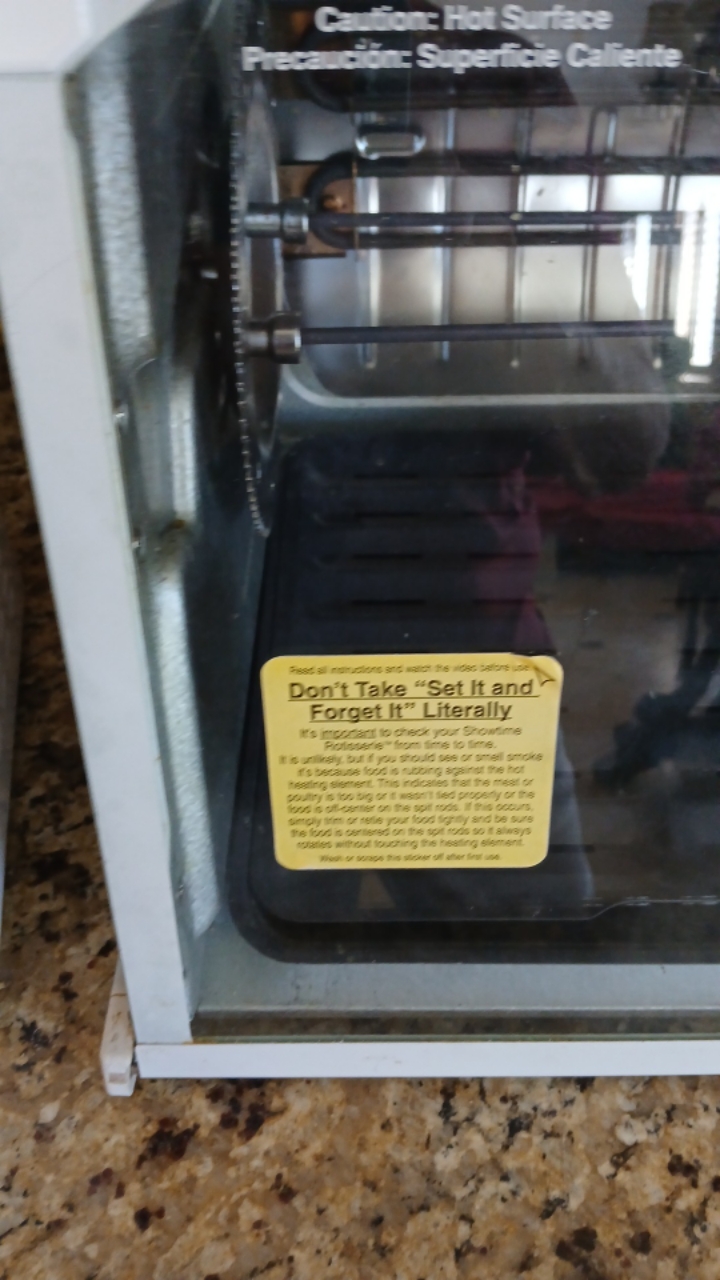 Caution: Hot Surface
Precaución: Superficie Caliente
Read all instructions and watch the video before use
Don't Take "Set It and
Forget It" Literally
It's important to check your Showtime
Rotisserie™ from time to time.
It is unlikely, but if you should see or smell smoke
it's because food is rubbing against the hot
heating element. This indicates that the meat or
poultry is too big or it wasn't tied properly or the
food is off-center on the spit rods. If this occurs,
simply trim or retie your food tightly and be sure
the food is centered on the spit rods so it always
rotates without touching the heating element.
Wash or scrape this sticker off after first use.